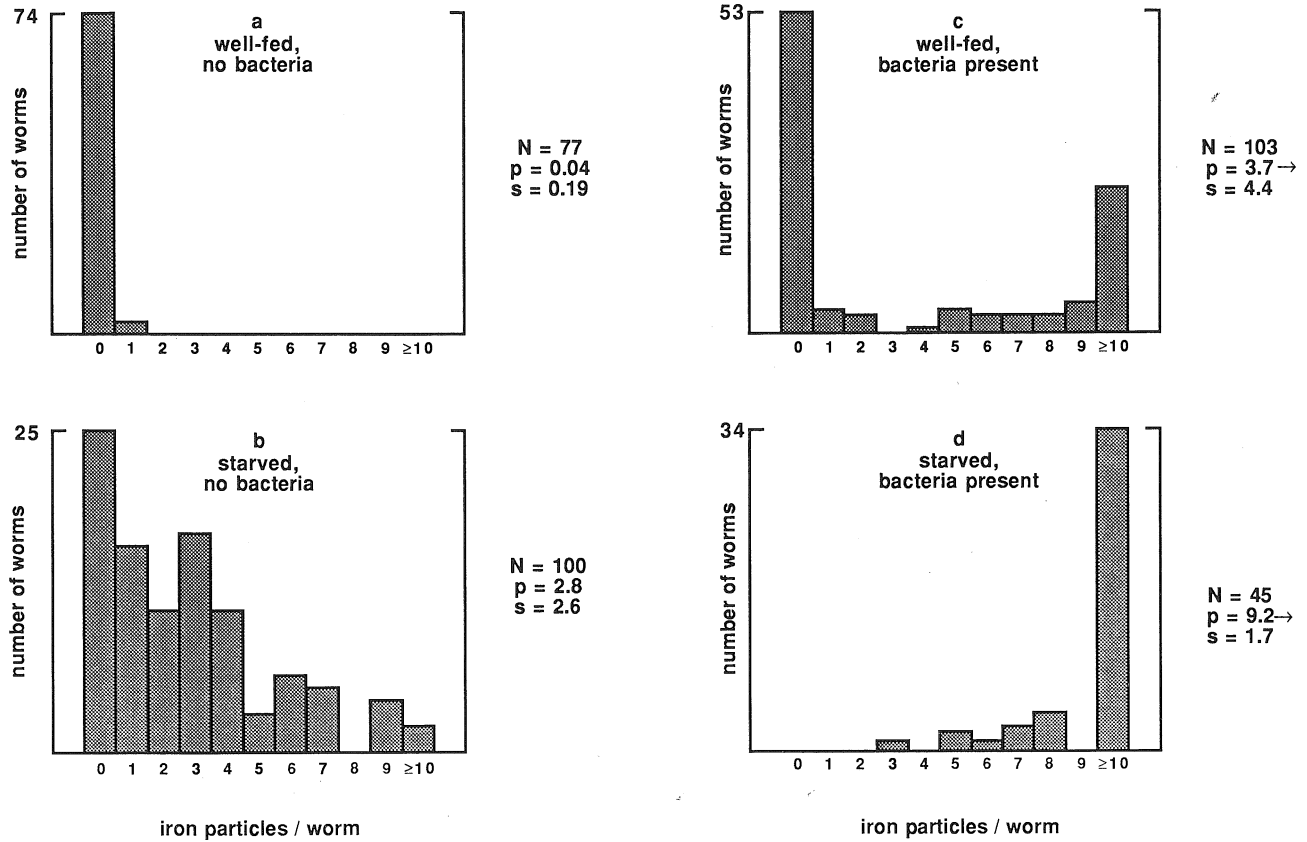 74
a
well-fed,
no bacteria
number of worms
N = 77
p = 0.04
s = 0.19
0 1 2 3 4 5 6 7 8 9 ≥10
53
c
well-fed,
bacteria present
number of worms
N = 103
p = 3.7→
s = 4.4
0 1 2 3 4 5 6 7 8 9 ≥10
25
b
starved,
no bacteria
number of worms
N = 100
p = 2.8
s = 2.6
0 1 2 3 4 5 6 7 8 9 ≥10
iron particles / worm
34
d
starved,
bacteria present
number of worms
N = 45
p = 9.2→
s = 1.7
0 1 2 3 4 5 6 7 8 9 ≥10
iron particles / worm